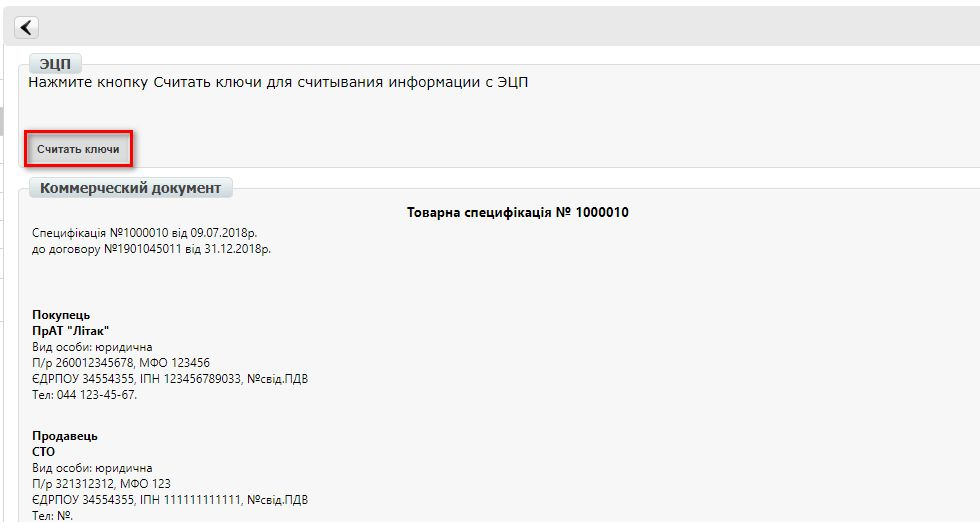 ЭЦП
Нажмите кнопку Считать ключи для считывания информации с ЭЦП
Считать ключи
Коммерческий документ
Товарна специфікація № 1000010
Специфікація №1000010 від 09.07.2018р.
до договору №1901045011 від 31.12.2018р.
Покупець
ПрАТ "Літак"
Вид особи: юридична
П/р 260012345678, МФО 123456
ЄДРПОУ 34554355, ІПН 123456789033, №свід.ПДВ
Тел: 044 123-45-67.
Продавець
СТО
Вид особи: юридична
П/р 321312312, МФО 123
ЄДРПОУ 34554355, ІПН 111111111111, №свід.ПДВ
Тел: №.